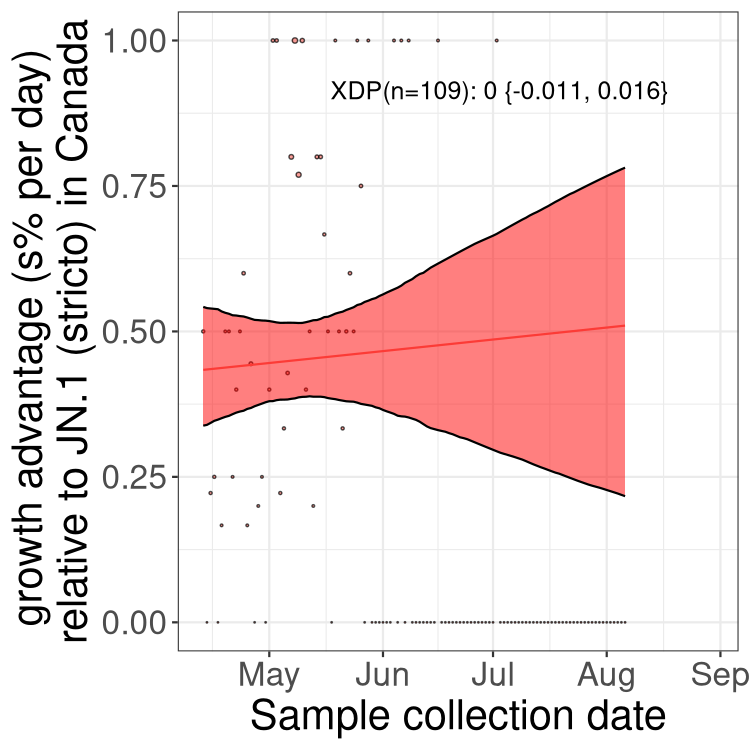 growth advantage (s% per day)
relative to JN.1 (stricto) in Canada
1.00
0.75
0.50
0.25
0.00
XDP(n=109): 0 {-0.011, 0.016}
May Jun Jul Aug Sep
Sample collection date